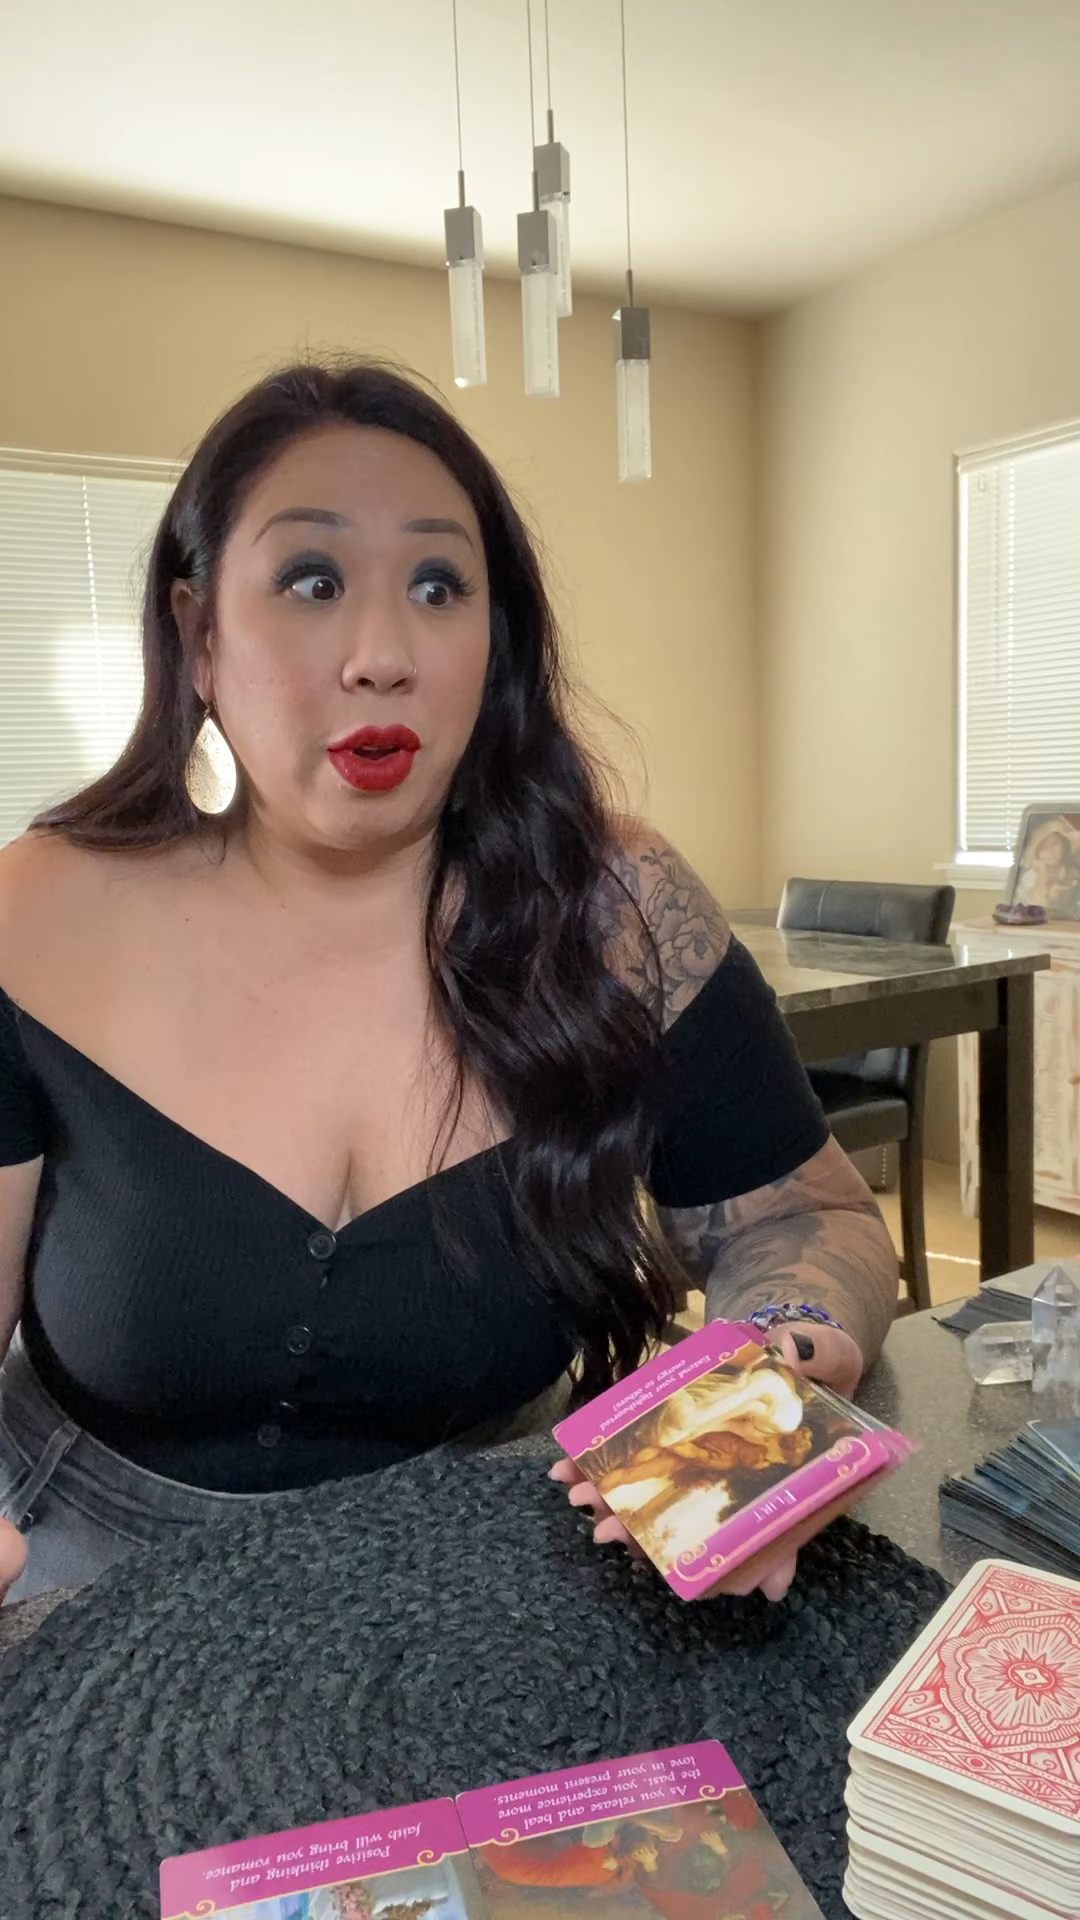 Extend your lighthearted
energy to others!
FLIRT
Positive thinking and
faith will bring you romance.
As you release and heal
the past, you experience more
love in your present moments.